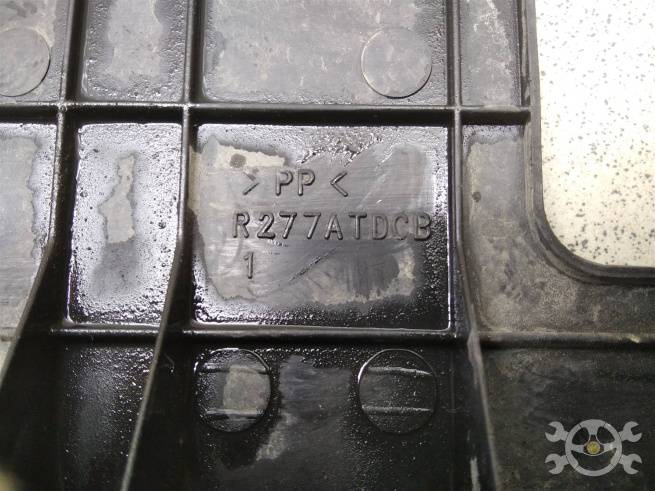 > PP <
R277ATDCB
1